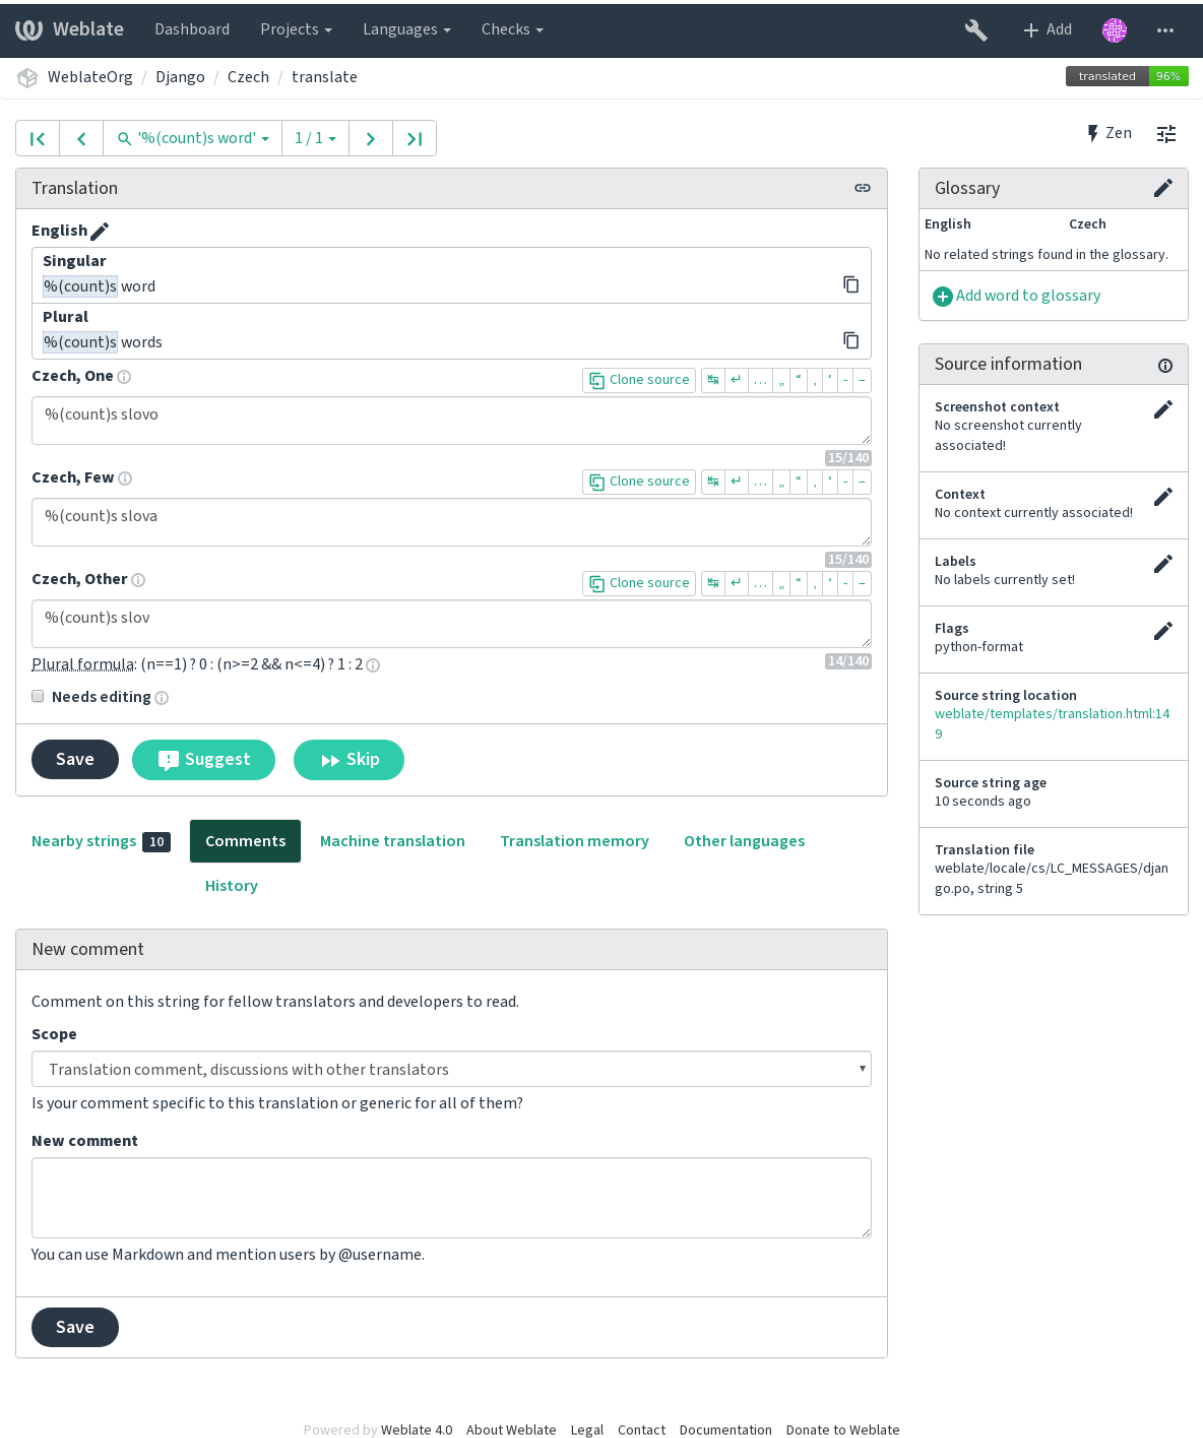 Weblate Dashboard Projects Languages Checks Add
WeblateOrg / Django / Czech / translate translated 96%
'%(count)s word' 1 / 1 Zen
Translation
English
Singular
%(count)s word
Plural
%(count)s words
Czech, One Clone source ↹ ↵ … „ “ ‚ ‘ - –
%(count)s slovo
15/140
Czech, Few Clone source ↹ ↵ … „ “ ‚ ‘ - –
%(count)s slova
15/140
Czech, Other Clone source ↹ ↵ … „ “ ‚ ‘ - –
%(count)s slov
14/140
Plural formula: (n==1) ? 0 : (n>=2 && n<=4) ? 1 : 2
Needs editing
Save Suggest Skip
Nearby strings 10 Comments Machine translation Translation memory Other languages
History
New comment
Comment on this string for fellow translators and developers to read.
Scope
Translation comment, discussions with other translators
Is your comment specific to this translation or generic for all of them?
New comment
You can use Markdown and mention users by @username.
Save
Glossary
English Czech
No related strings found in the glossary.
Add word to glossary
Source information
Screenshot context
No screenshot currently
associated!
Context
No context currently associated!
Labels
No labels currently set!
Flags
python-format
Source string location
weblate/templates/translation.html:14
9
Source string age
10 seconds ago
Translation file
weblate/locale/cs/LC_MESSAGES/djan
go.po, string 5
Powered by Weblate 4.0 About Weblate Legal Contact Documentation Donate to Weblate